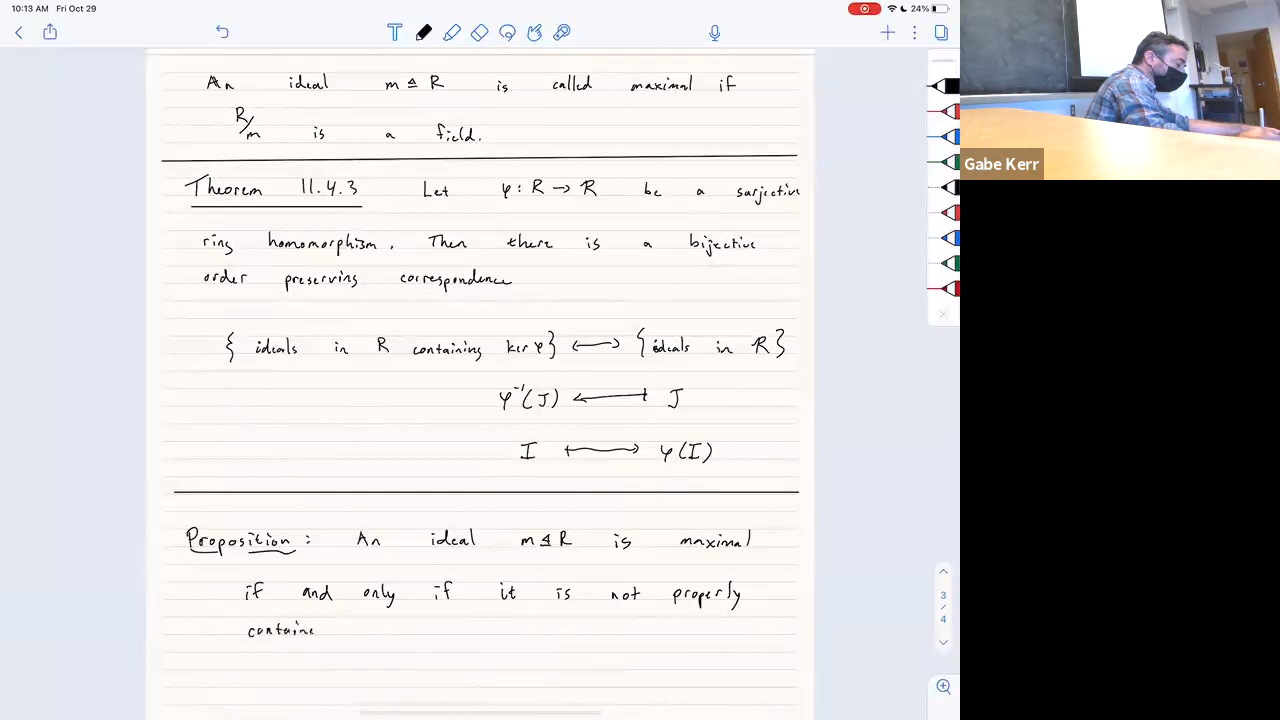 10:13 AM Fri Oct 29
24%
An ideal m ⊴ R is called maximal if
R/m is a field.
Theorem 11.4.3 Let φ: R → ℛ be a surjective
ring homomorphism. Then there is a bijective
order preserving correspondence
{ ideals in R containing ker φ } ⟷ { ideals in ℛ }
φ⁻¹(J) ⟻ J
I ⟼ φ(I)
Proposition: An ideal m ⊴ R is maximal
if and only if it is not properly
containe
3
/
4
Gabe Kerr